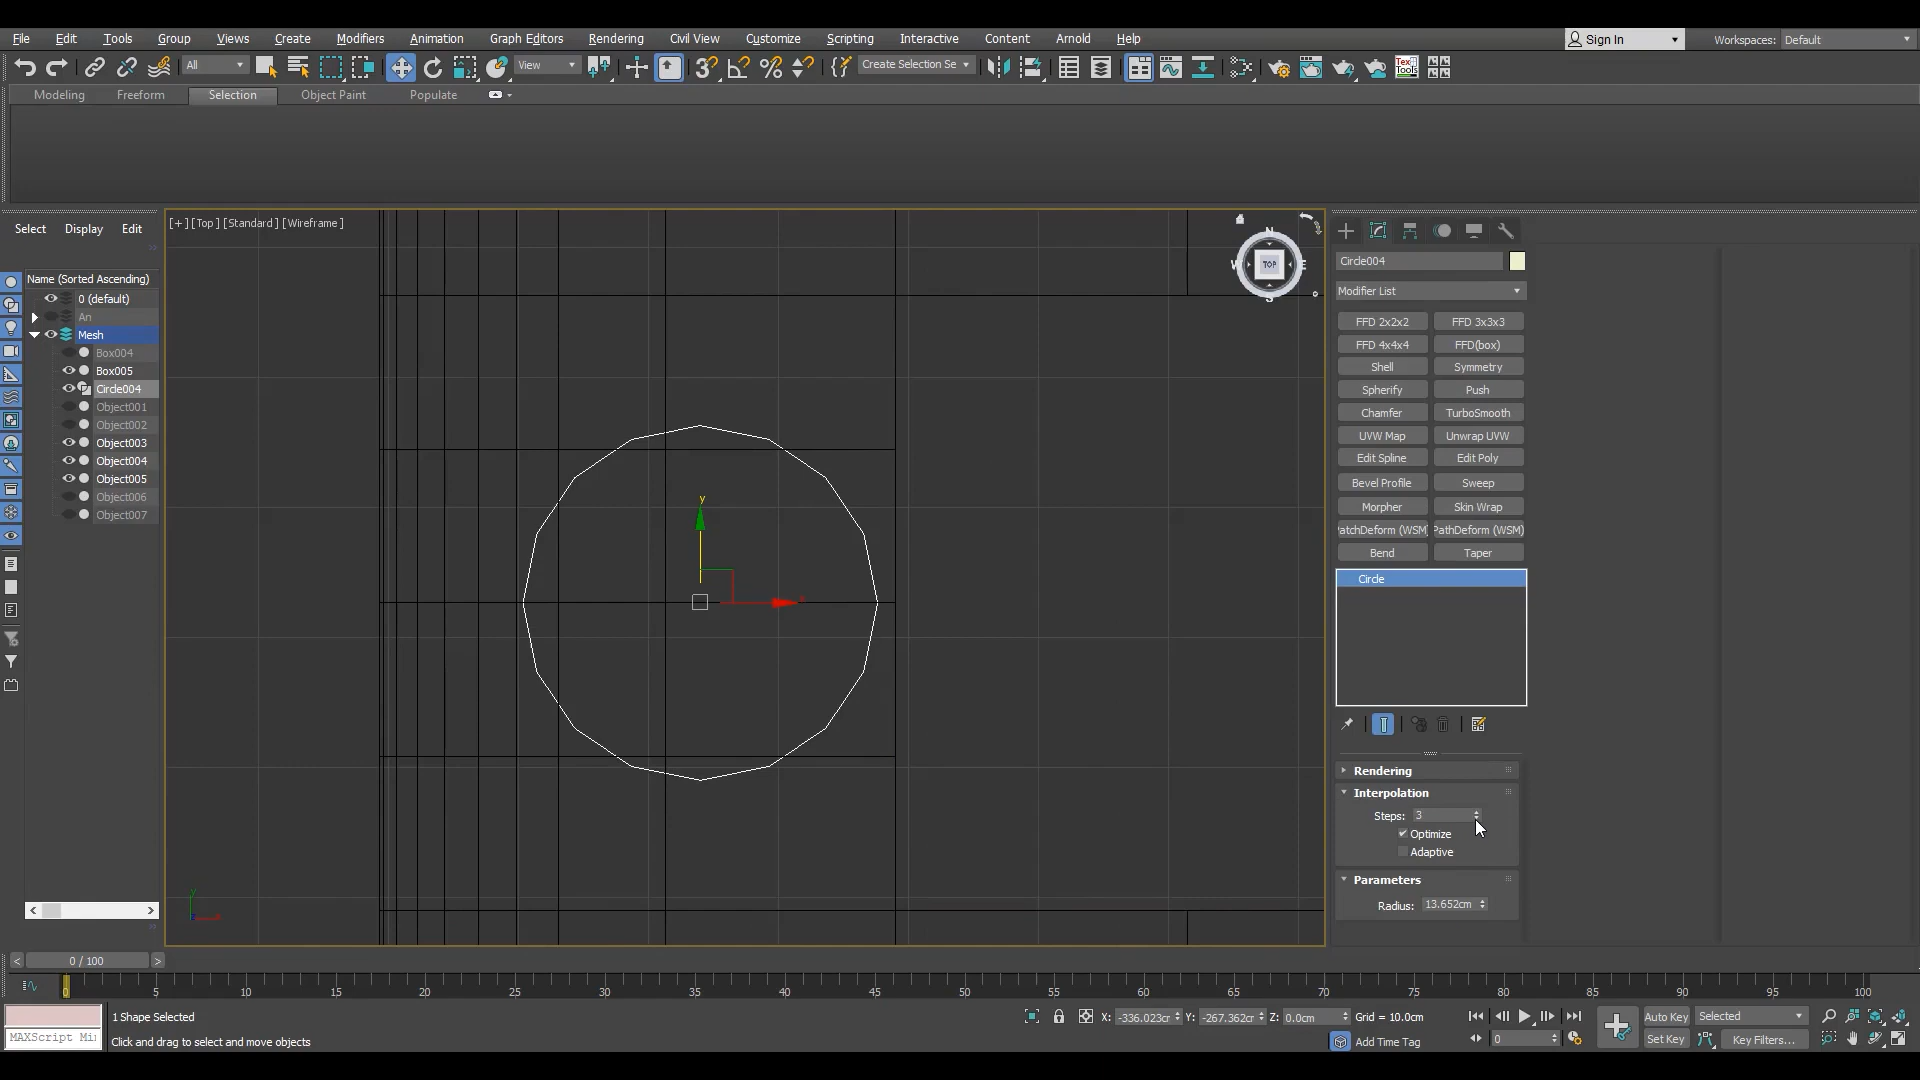 File Edit Tools Group Views Create Modifiers Animation Graph Editors Rendering Civil View Customize Scripting Interactive Content Arnold Help Sign In Workspaces: Default
All View Create Selection Se Tex Tools
Modeling Freeform Selection Object Paint Populate
Select Display Edit
[+] [Top] [Standard] [Wireframe]
N
W TOP E
S
Circle004
Name (Sorted Ascending)
Modifier List
0 (default)
An
Mesh
Box004
Box005
Circle004
Object001
Object002
Object003
Object004
Object005
Object006
Object007
FFD 2x2x2 FFD 3x3x3
FFD 4x4x4 FFD(box)
Shell Symmetry
Spherify Push
Chamfer TurboSmooth
UVW Map Unwrap UVW
Edit Spline Edit Poly
Bevel Profile Sweep
Morpher Skin Wrap
atchDeform (WSM) PathDeform (WSM)
Bend Taper
Circle
y
x
Rendering
Interpolation
Steps: 3
Optimize
Adaptive
Parameters
Radius: 13.652cm
y
< 0 / 100 >
0 5 10 15 20 25 30 35 40 45 50 55 60 65 70 75 80 85 90 95 100
1 Shape Selected X: -336.023cr Y: -267.362cr Z: 0.0cm Grid = 10.0cm Auto Key Selected
MAXScript Mi Click and drag to select and move objects Add Time Tag 0 Set Key Key Filters...